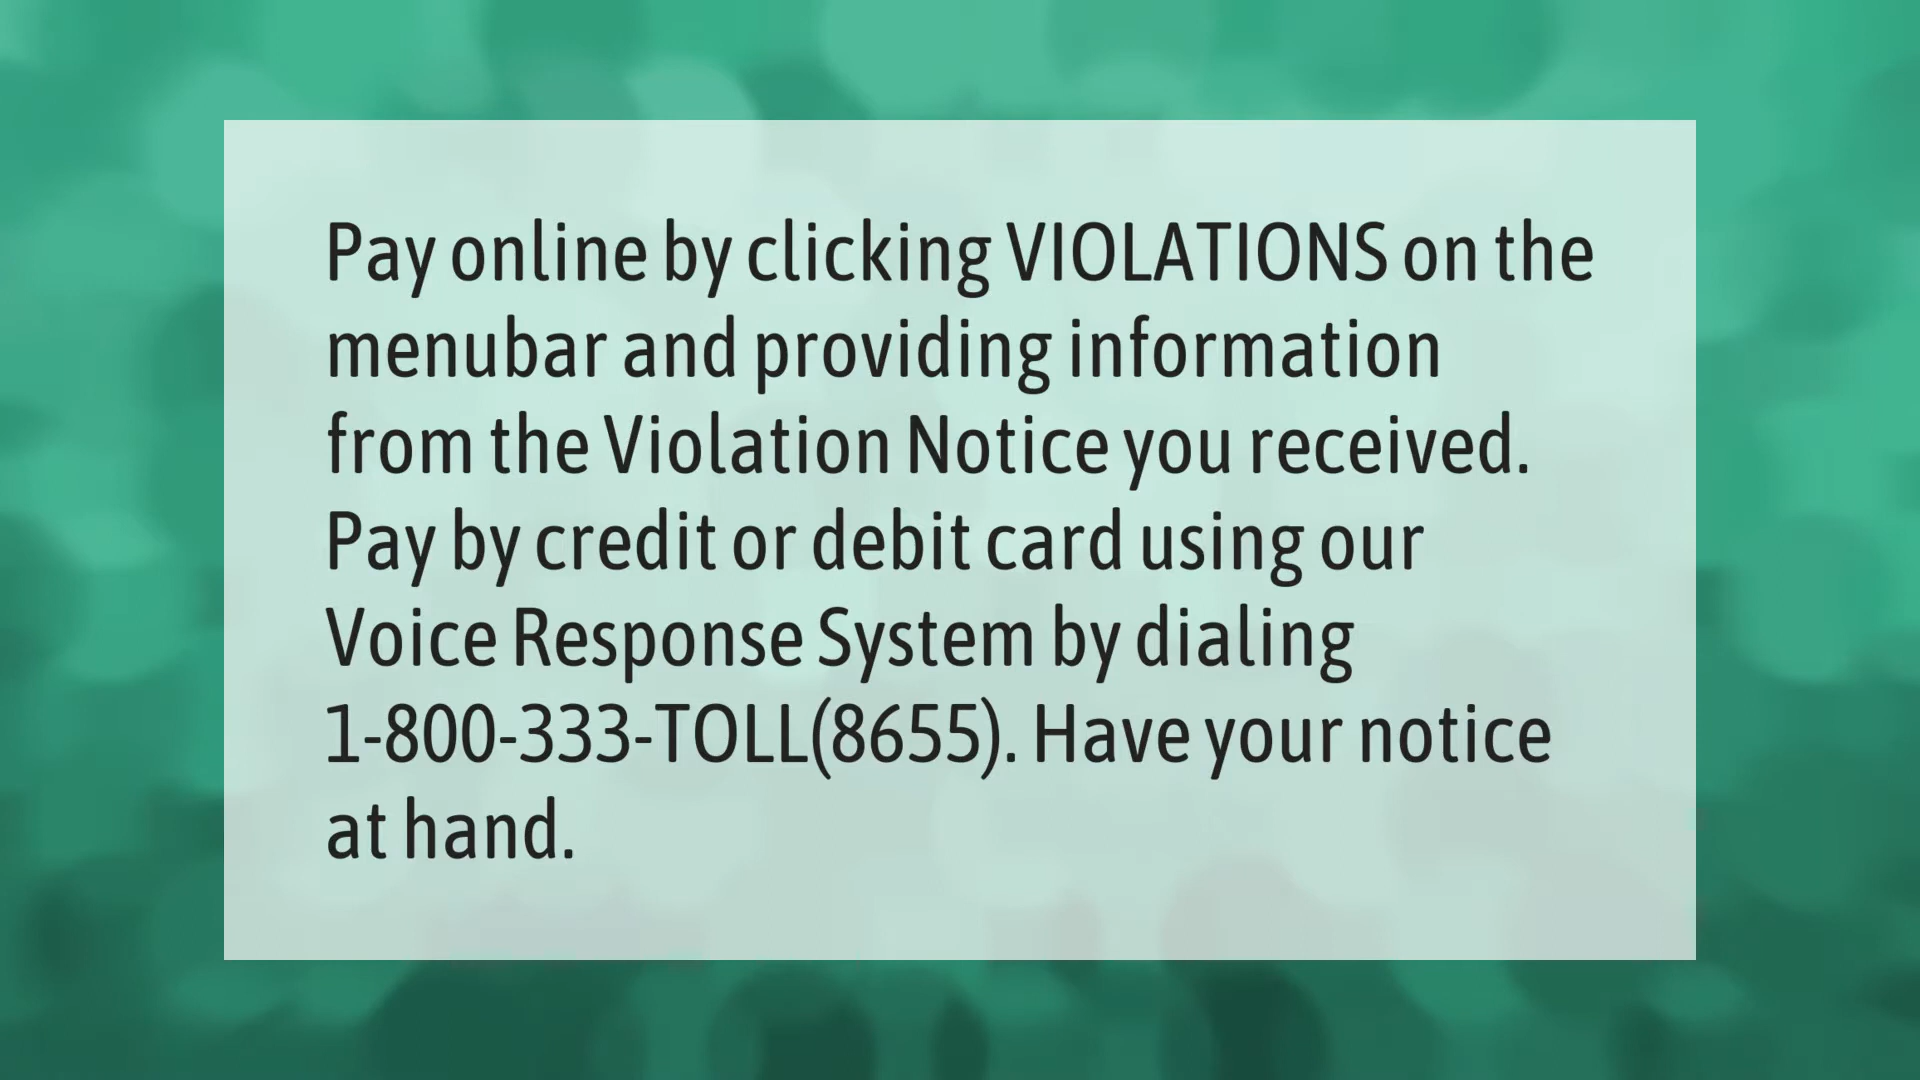 Pay online by clicking VIOLATIONS on the
menubar and providing information
from the Violation Notice you received.
Pay by credit or debit card using our
Voice Response System by dialing
1-800-333-TOLL(8655). Have your notice
at hand.